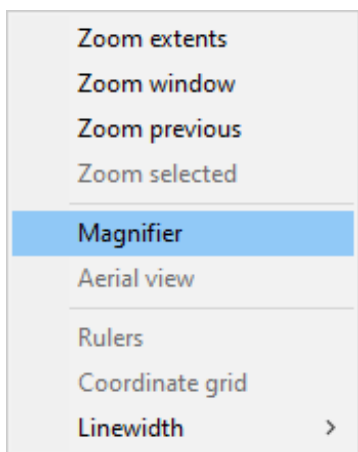 Zoom extents
Zoom window
Zoom previous
Zoom selected
Magnifier
Aerial view
Rulers
Coordinate grid
Linewidth